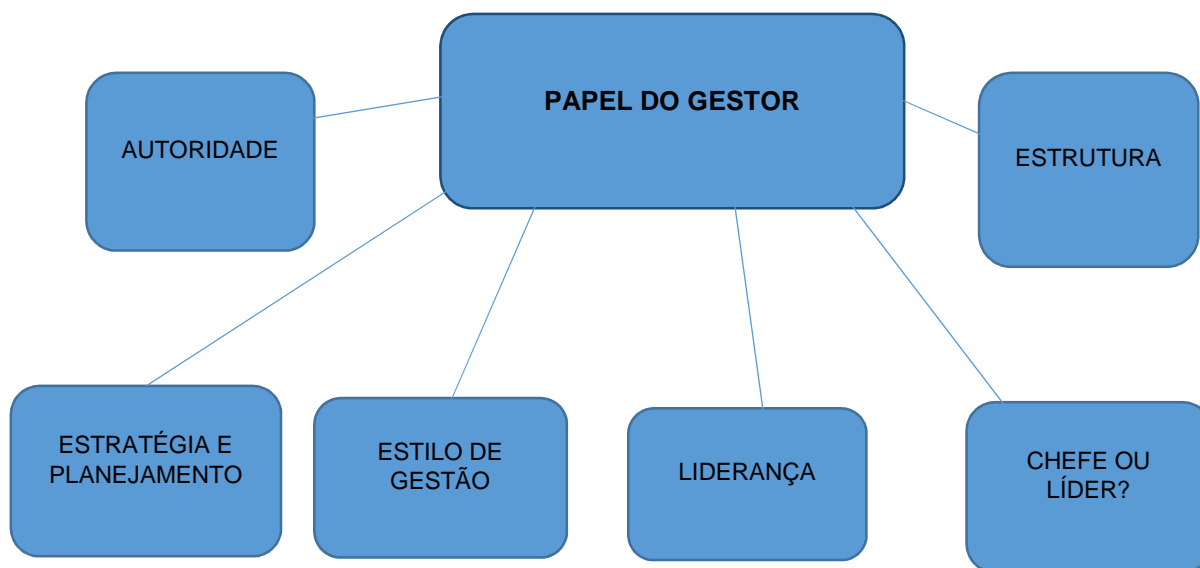 PAPEL DO GESTOR
AUTORIDADE
ESTRUTURA
ESTRATÉGIA E
PLANEJAMENTO
ESTILO DE
GESTÃO
LIDERANÇA
CHEFE OU
LÍDER?